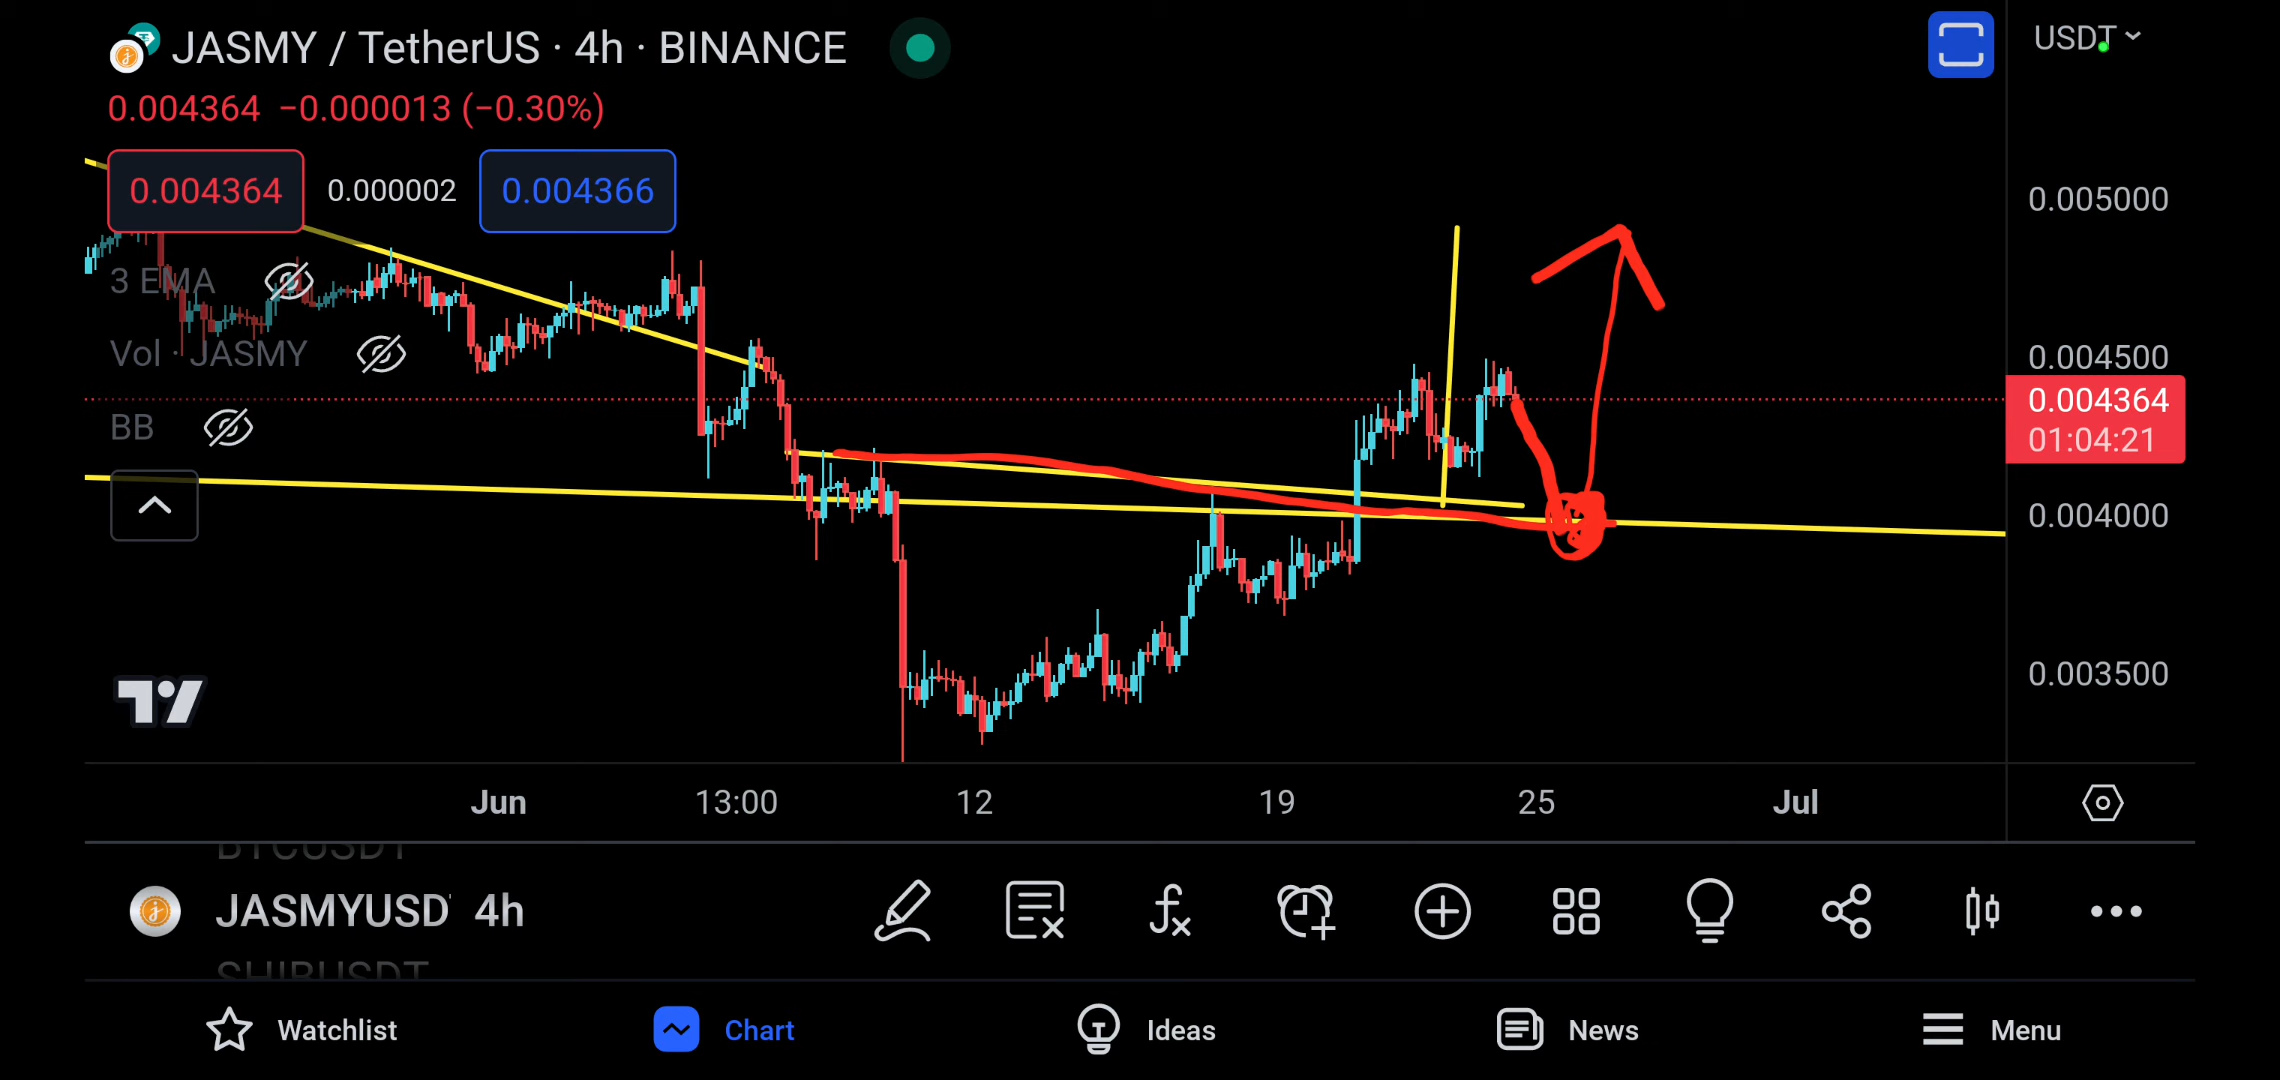 JASMY / TetherUS · 4h · BINANCE
USDT
0.004364 −0.000013 (−0.30%)
0.004364 0.000002 0.004366
3 EMA
Vol · JASMY
BB
0.005000
0.004500
0.004364
01:04:21
0.004000
0.003500
Jun 13:00 12 19 25 Jul
BTCUSDT
JASMYUSD 4h
SHIBUSDT
Watchlist Chart Ideas News Menu